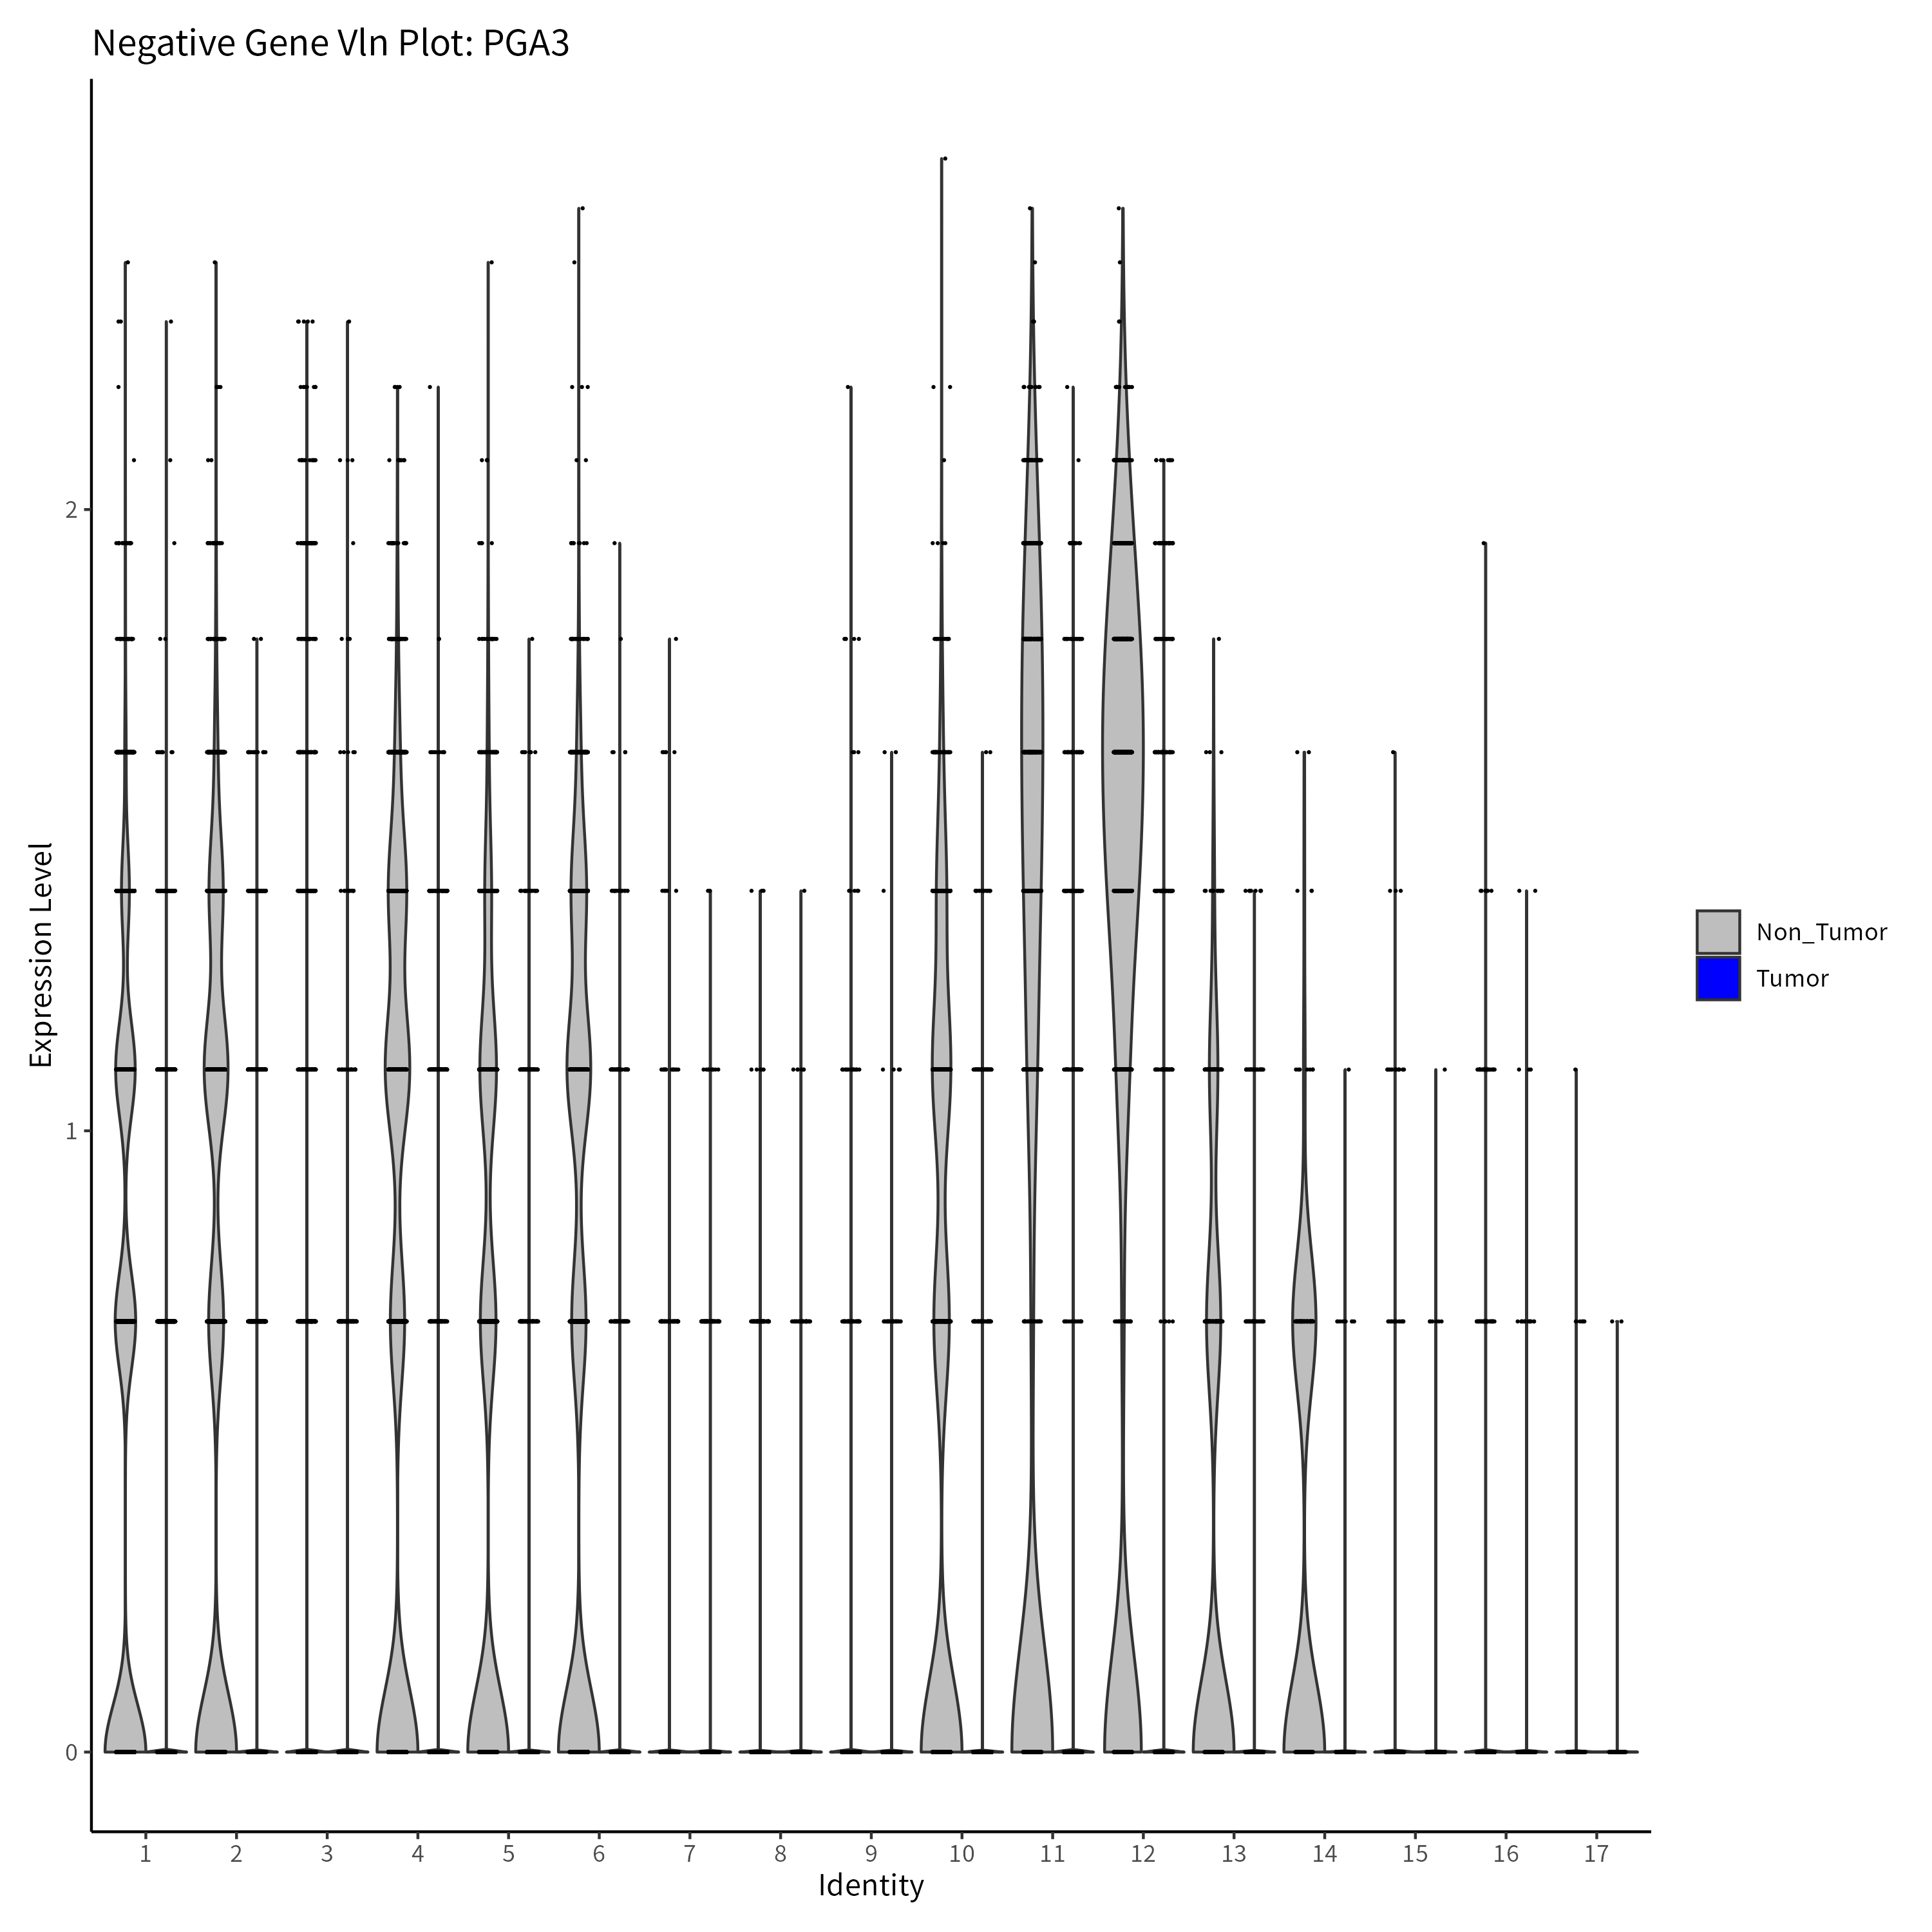 Negative Gene Vln Plot: PGA3
Expression Level
2
1
0
1 2 3 4 5 6 7 8 9 10 11 12 13 14 15 16 17
Identity
Non_Tumor
Tumor